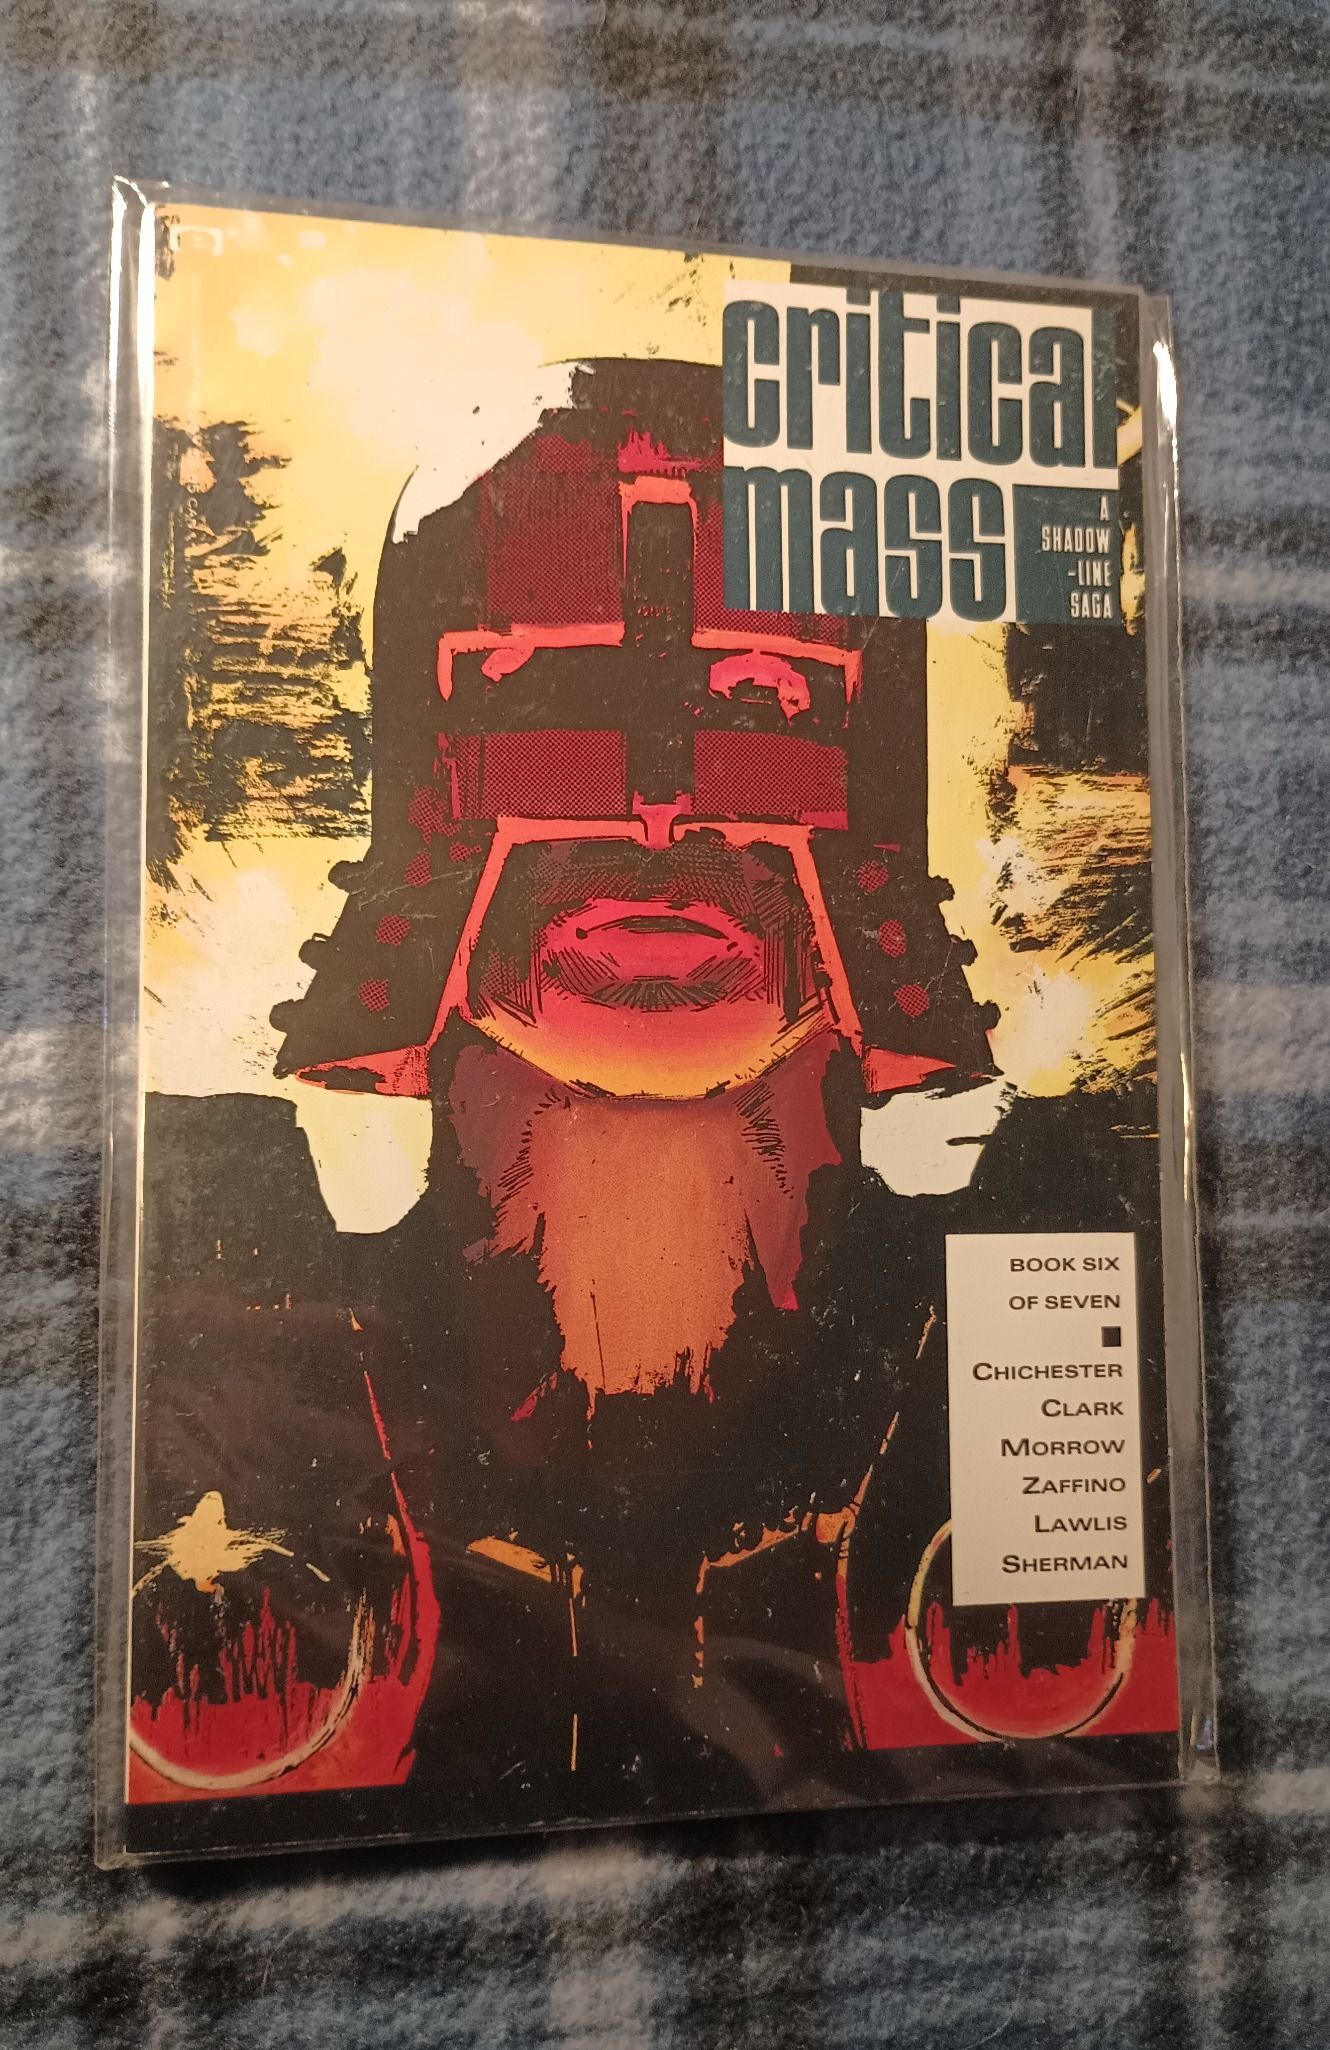 critical
mass
A
SHADOW
-LINE
SAGA
BOOK SIX
OF SEVEN
CHICHESTER
CLARK
MORROW
ZAFFINO
LAWLIS
SHERMAN